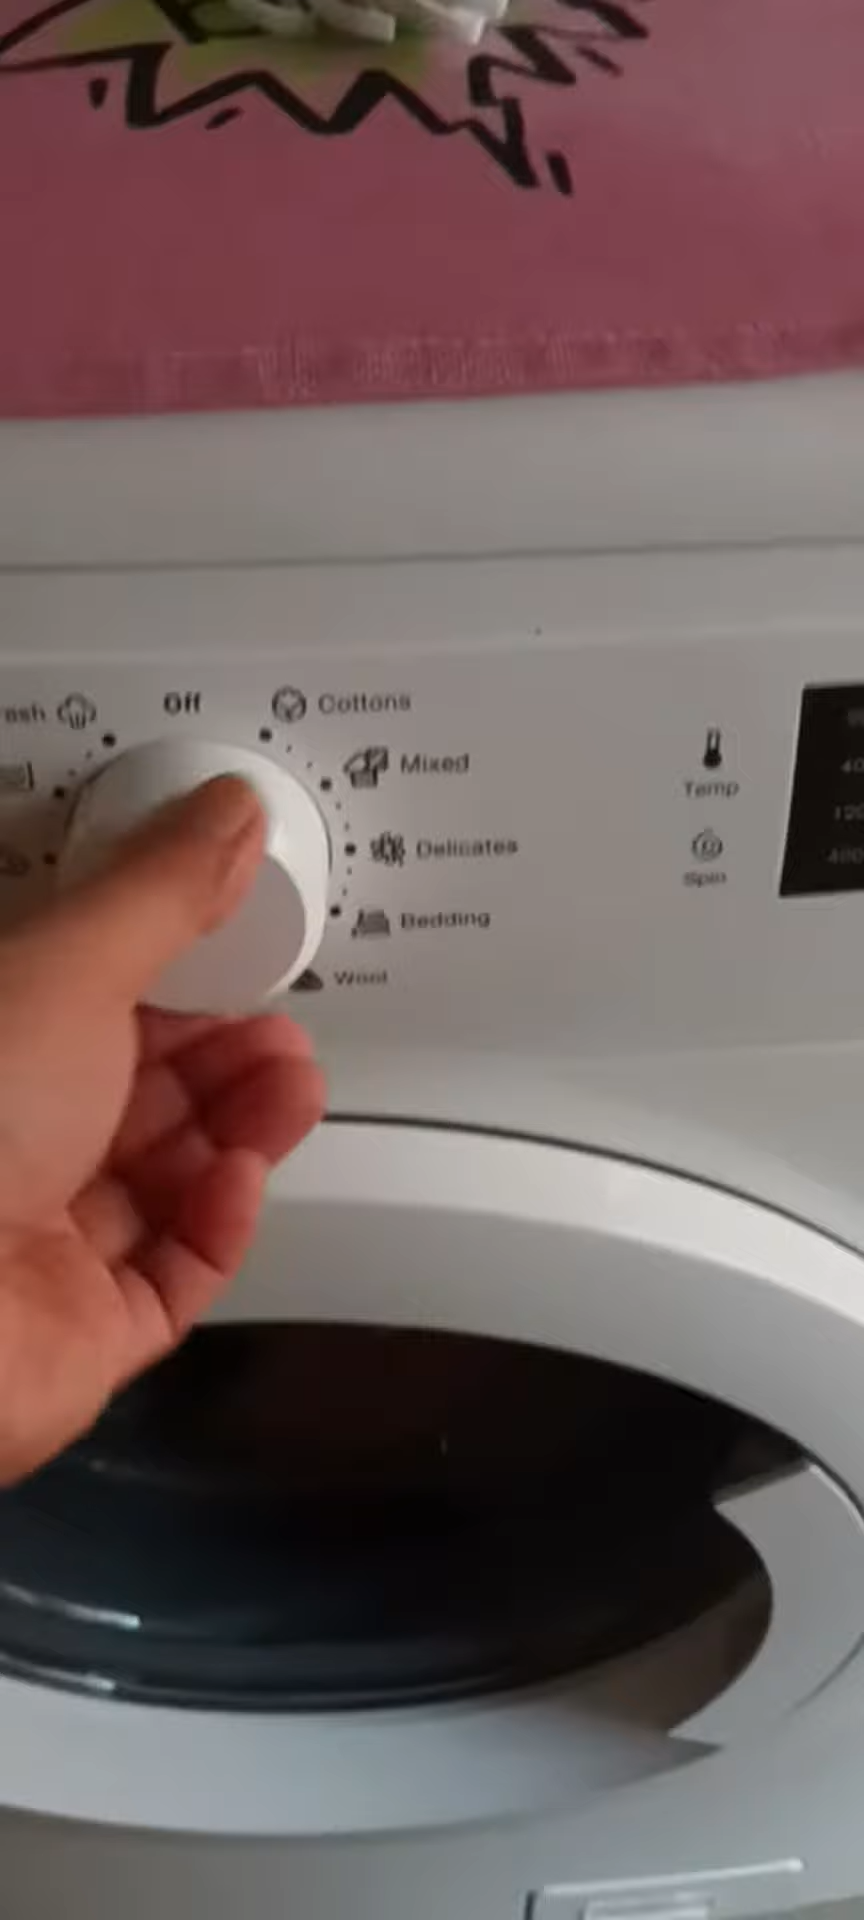 Off
Cottons
Mixed
Delicates
Bedding
Wool
Temp
Spin